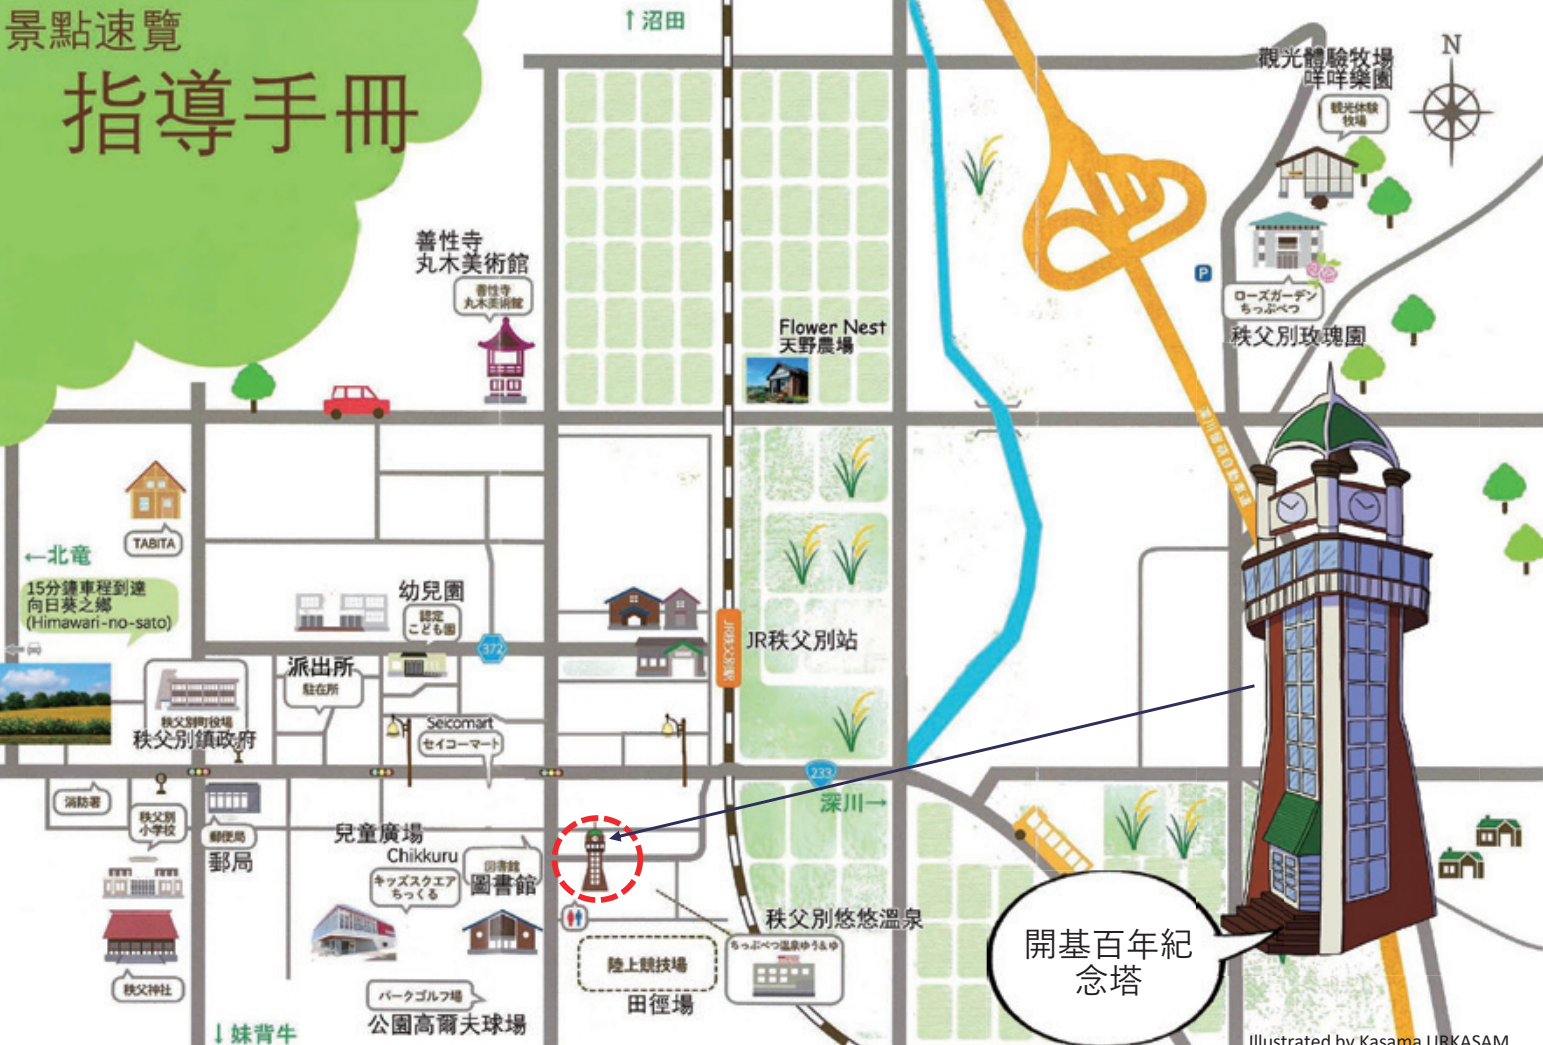 景點速覽
指導手冊
↑沼田
N
觀光體驗牧場
咩咩樂園
観光体験
牧場
善性寺
丸木美術館
善性寺
丸木美術館
P
ローズガーデン
ちっぷべつ
秩父別玫瑰園
Flower Nest
天野農場
TABITA
←北竜
15分鐘車程到達
向日葵之鄉
(Himawari-no-sato)
幼兒園
認定
こども園
372
JR秩父別站
派出所
駐在所
秩父別町役場
秩父別鎮政府
Seicomart
セイコーマート
233
深川→
消防署
秩父別
小学校
郵便局
郵局
兒童廣場
Chikkuru
キッズスクエア
ちっくる
図書館
圖書館
秩父別悠悠溫泉
ちっぷべつ温泉ゆう&ゆ
陸上競技場
田徑場
開基百年紀
念塔
秩父神社
パークゴルフ場
公園高爾夫球場
↓妹背牛
Illustrated by Kasama URKASAM